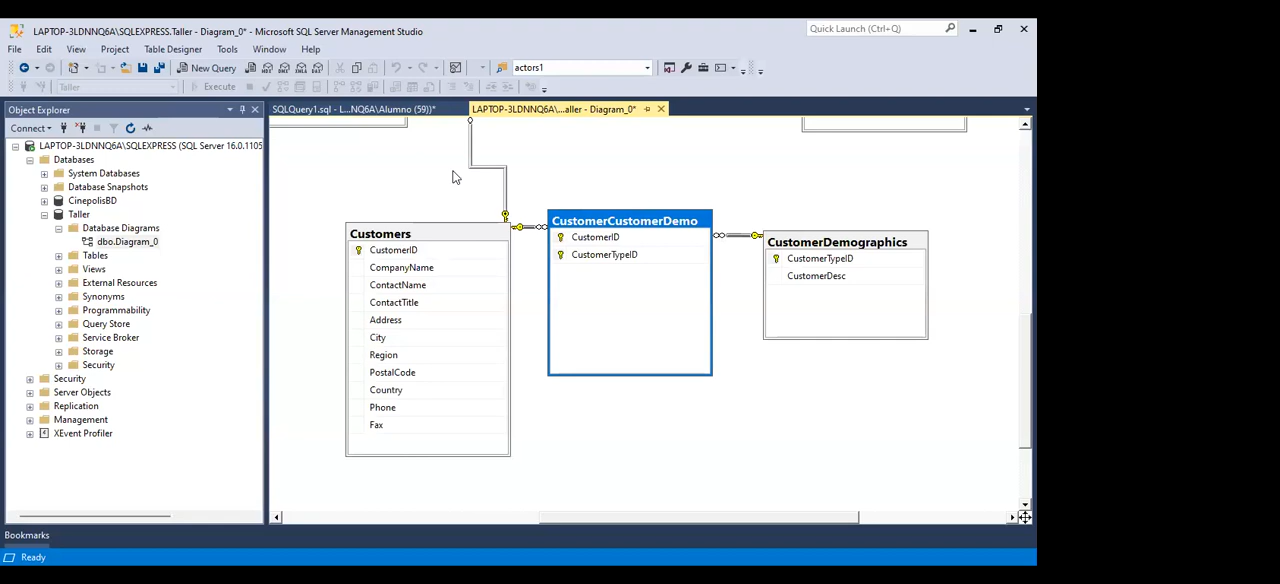 LAPTOP-3LDNNQ6A\SQLEXPRESS.Taller - Diagram_0* - Microsoft SQL Server Management Studio
Quick Launch (Ctrl+Q)
File Edit View Project Table Designer Tools Window Help
New Query
actors1
Taller
Execute
Object Explorer
SQLQuery1.sql - L...NQ6A\Alumno (59))*
LAPTOP-3LDNNQ6A\...aller - Diagram_0*
Connect
LAPTOP-3LDNNQ6A\SQLEXPRESS (SQL Server 16.0.1105
Databases
System Databases
Database Snapshots
CinepolisBD
Taller
Database Diagrams
dbo.Diagram_0
Tables
Views
External Resources
Synonyms
Programmability
Query Store
Service Broker
Storage
Security
Security
Server Objects
Replication
Management
XEvent Profiler
Customers
CustomerID
CompanyName
ContactName
ContactTitle
Address
City
Region
PostalCode
Country
Phone
Fax
CustomerCustomerDemo
CustomerID
CustomerTypeID
CustomerDemographics
CustomerTypeID
CustomerDesc
Bookmarks
Ready